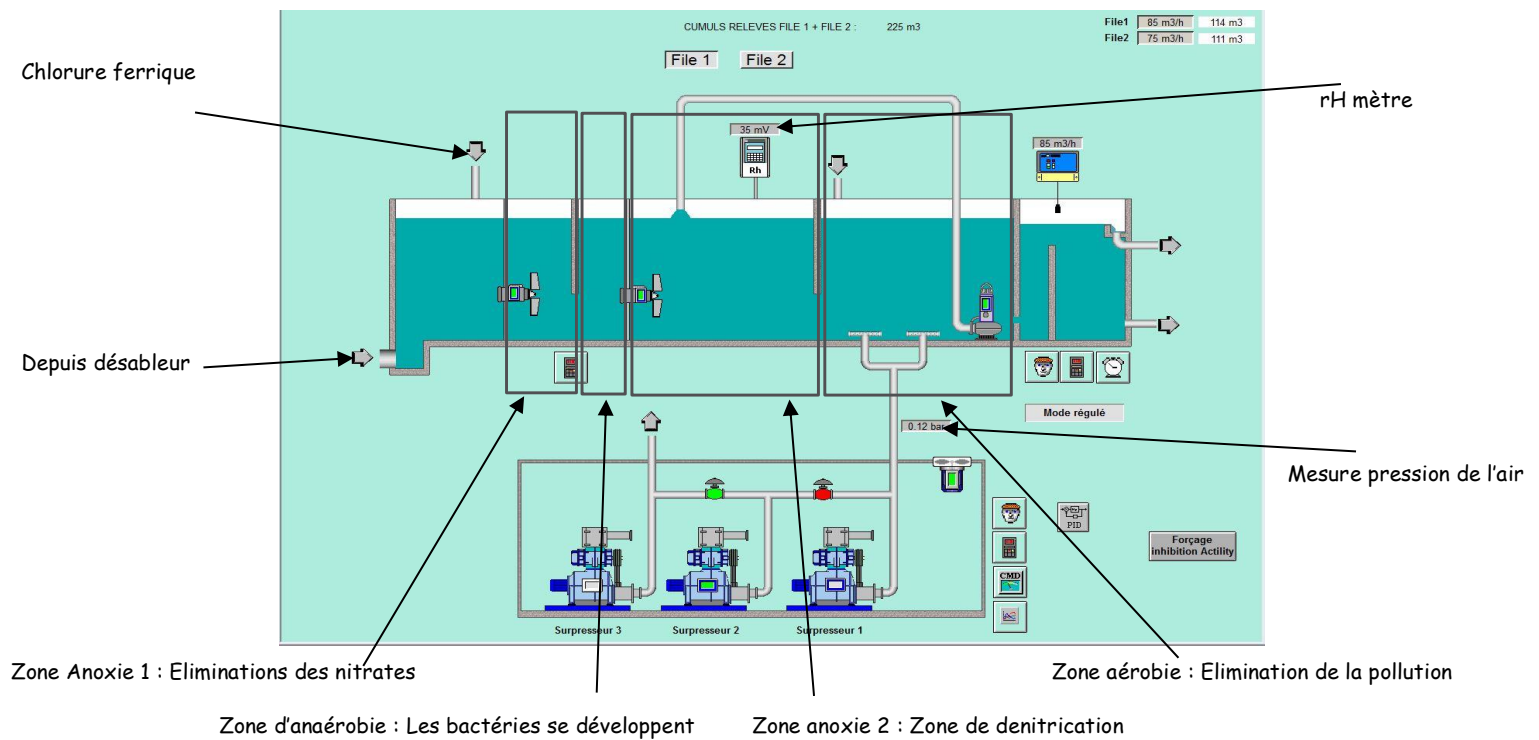 CUMULS RELEVES FILE 1 + FILE 2 : 225 m3
File1 85 m3/h 114 m3
File2 75 m3/h 111 m3
File 1 File 2
Chlorure ferrique
rH mètre
35 mV
Rh
85 m3/h
Depuis désableur
Mode régulé
0.12 bar
Mesure pression de l'air
PID
Forçage
inhibition Actility
CMD
Surpresseur 3 Surpresseur 2 Surpresseur 1
Zone Anoxie 1 : Eliminations des nitrates
Zone aérobie : Elimination de la pollution
Zone d'anaérobie : Les bactéries se développent
Zone anoxie 2 : Zone de denitrication